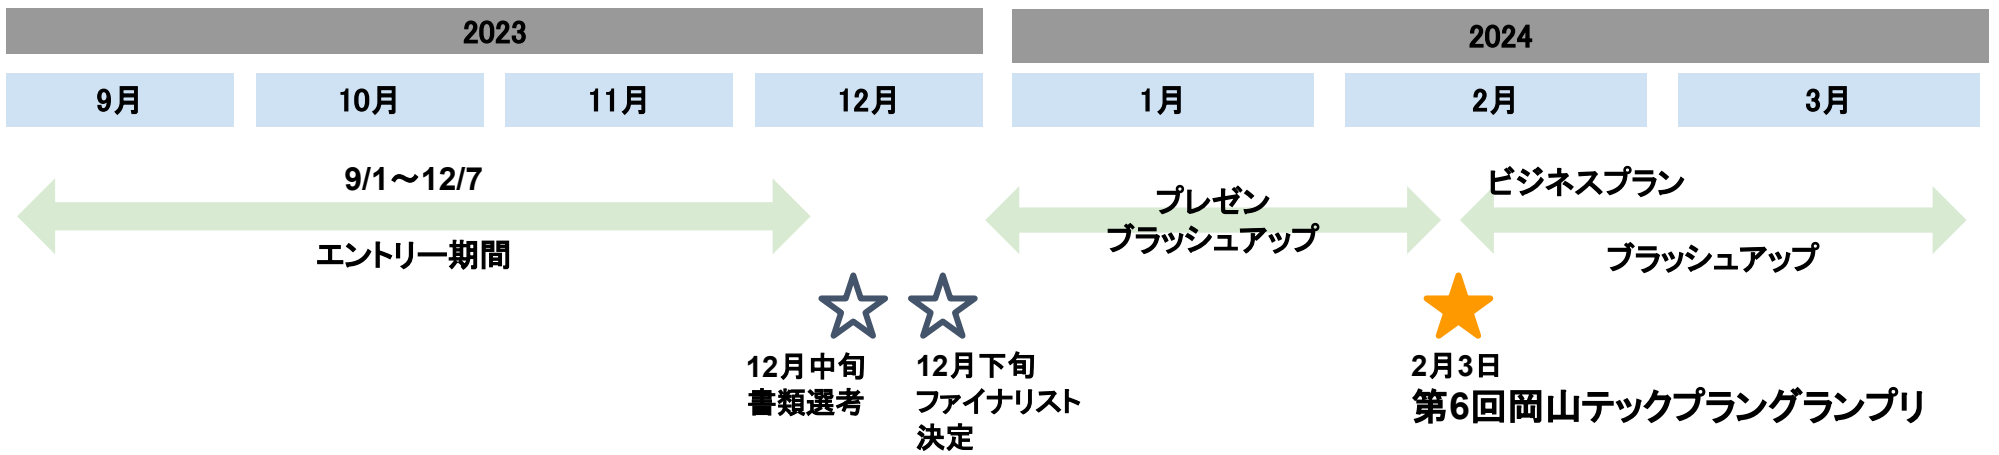 2023
2024
9月
10月
11月
12月
1月
2月
3月
9/1～12/7
エントリー期間
プレゼン
ブラッシュアップ
ビジネスプラン
ブラッシュアップ
12月中旬
書類選考
12月下旬
ファイナリスト
決定
2月3日
第6回岡山テックプラングランプリ